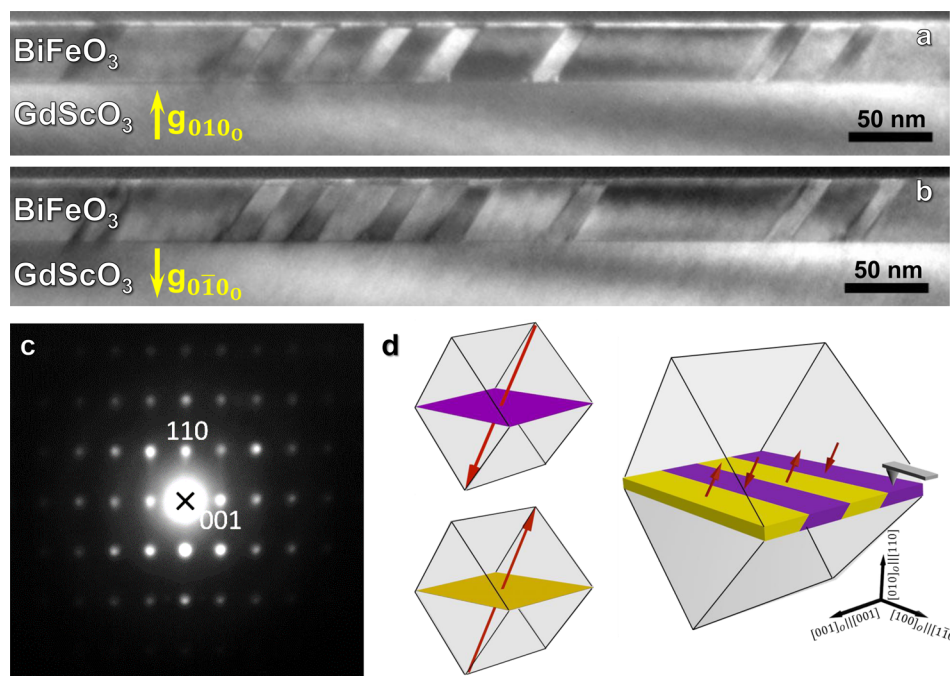 a
BiFeO₃
GdScO₃
g₀₁₀ₒ
50 nm
b
BiFeO₃
GdScO₃
g₀1̅₀ₒ
50 nm
c
110
001
d
[010]ₒ||[110]
[001]ₒ||[001]
[100]ₒ||[11̅0]